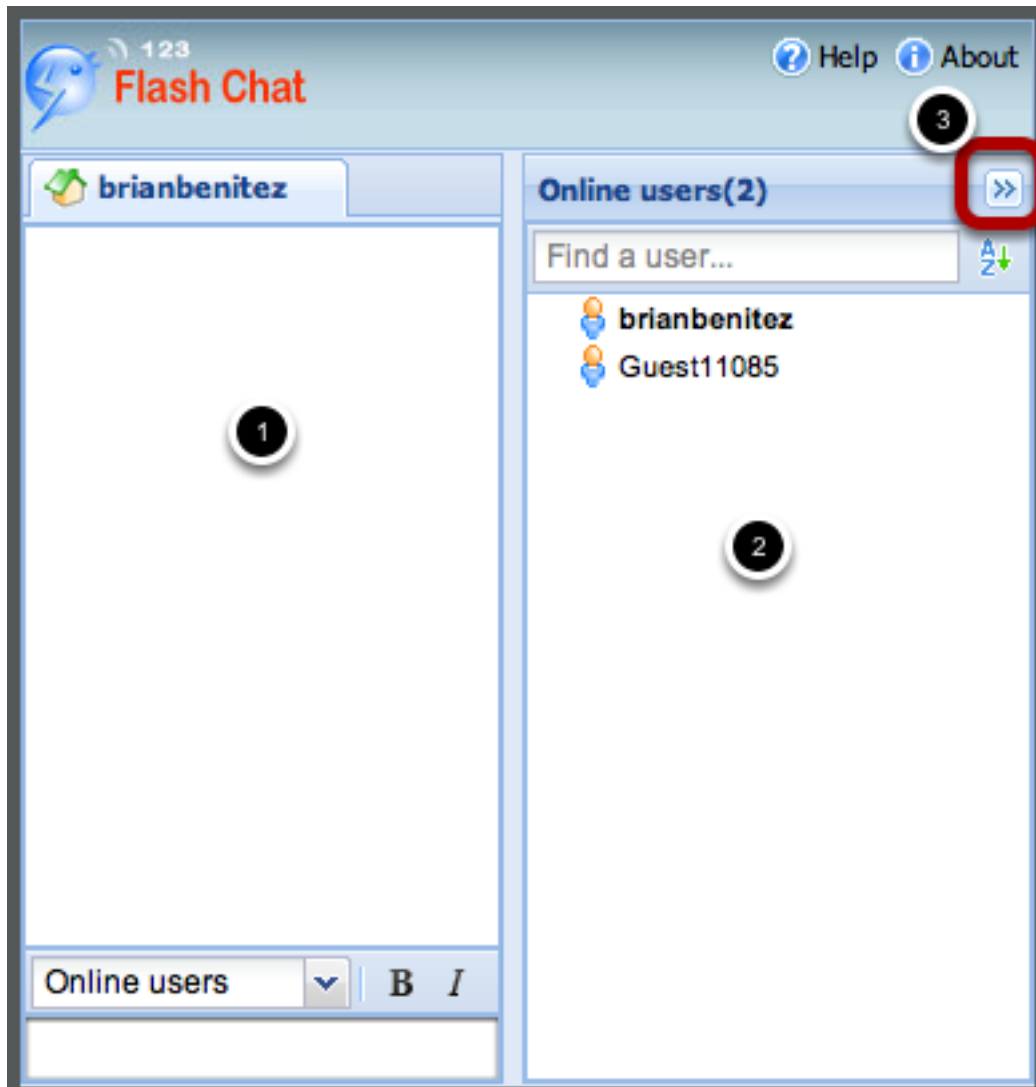 123
Flash Chat
Help About
3
brianbenitez
Online users(2)
Find a user...
A
Z
brianbenitez
Guest11085
1
2
Online users
B I